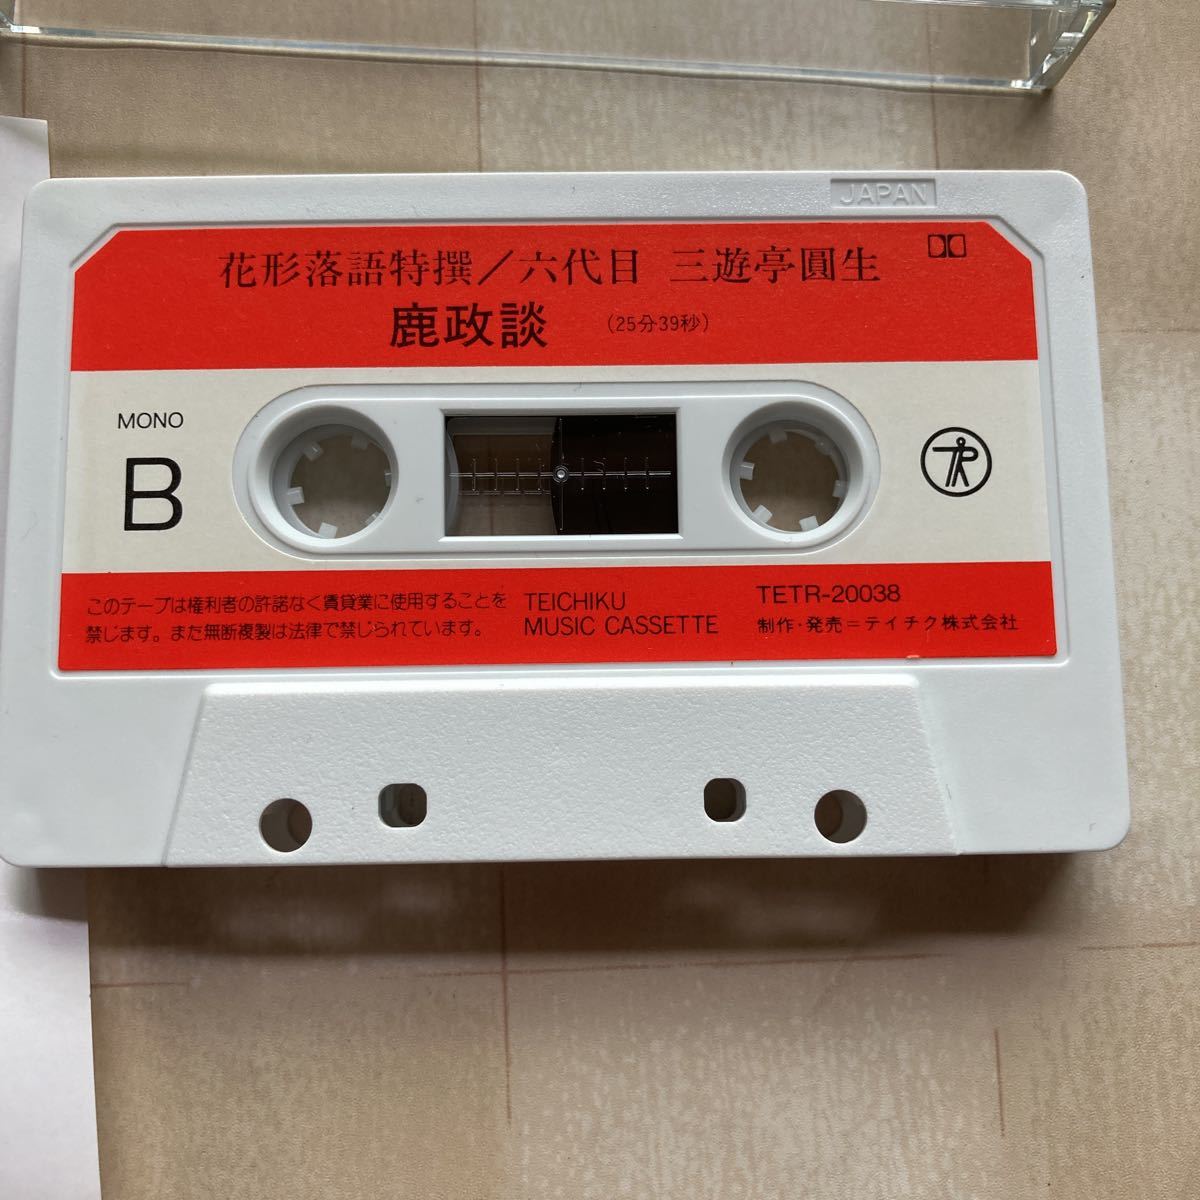 JAPAN
花形落語特撰/六代目 三遊亭圓生
鹿政談 (25分39秒)
MONO
B
このテープは権利者の許諾なく賃貸業に使用することを
禁じます。また無断複製は法律で禁じられています。
TEICHIKU
MUSIC CASSETTE
TETR-20038
制作・発売=テイチク株式会社